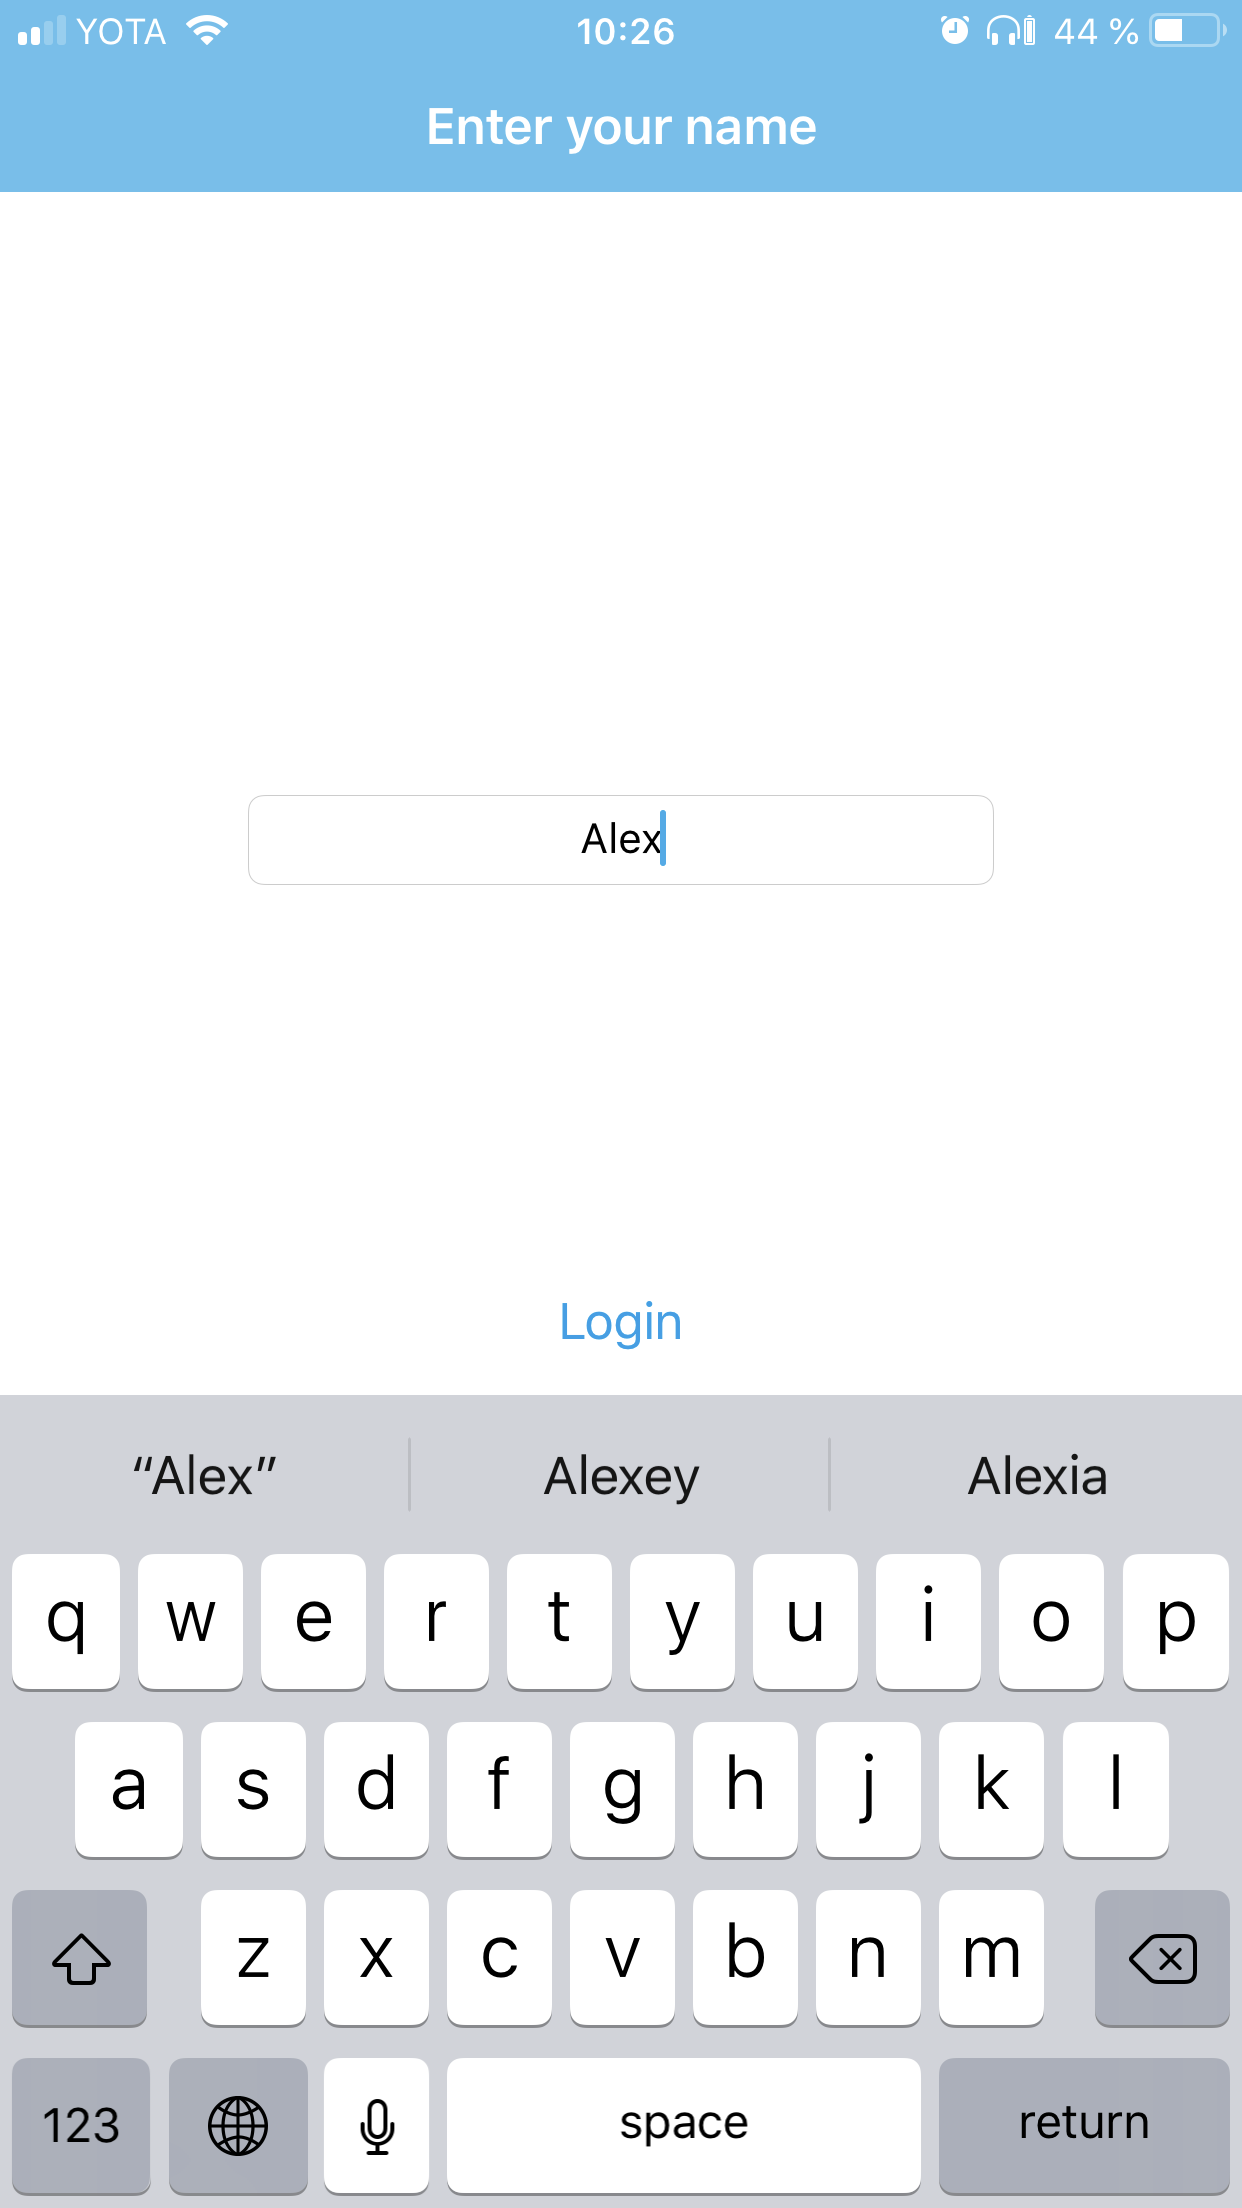 YOTA 10:26 44 %
Enter your name
Alex
Login
“Alex” Alexey Alexia
q w e r t y u i o p
a s d f g h j k l
z x c v b n m
123 space return